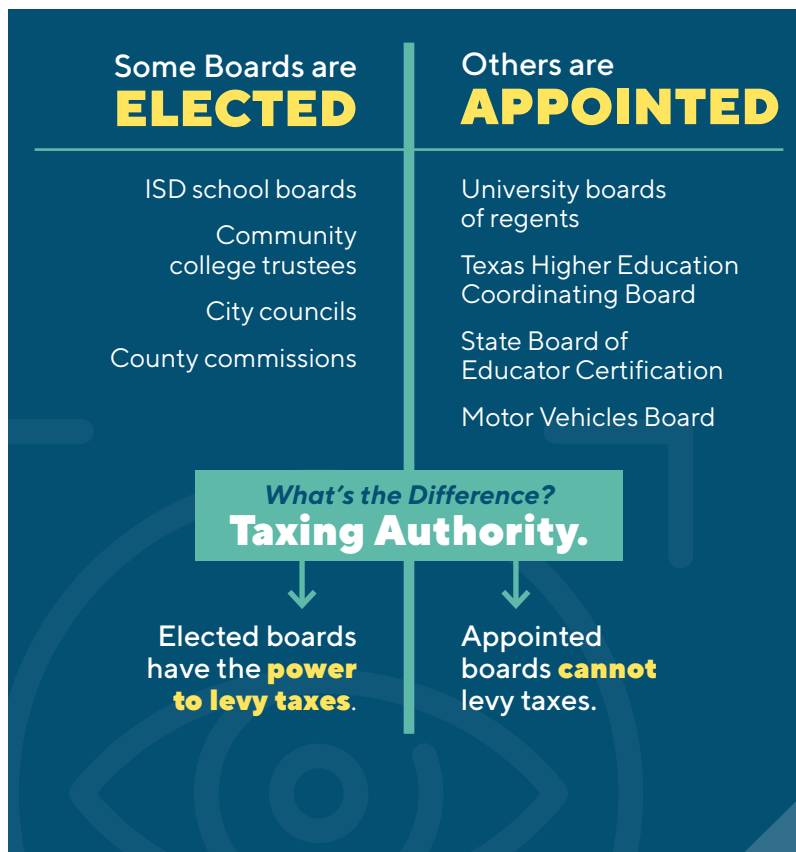 Some Boards are
ELECTED
ISD school boards
Community
college trustees
City councils
County commissions
Others are
APPOINTED
University boards
of regents
Texas Higher Education
Coordinating Board
State Board of
Educator Certification
Motor Vehicles Board
What's the Difference?
Taxing Authority.
Elected boards
have the power
to levy taxes.
Appointed
boards cannot
levy taxes.